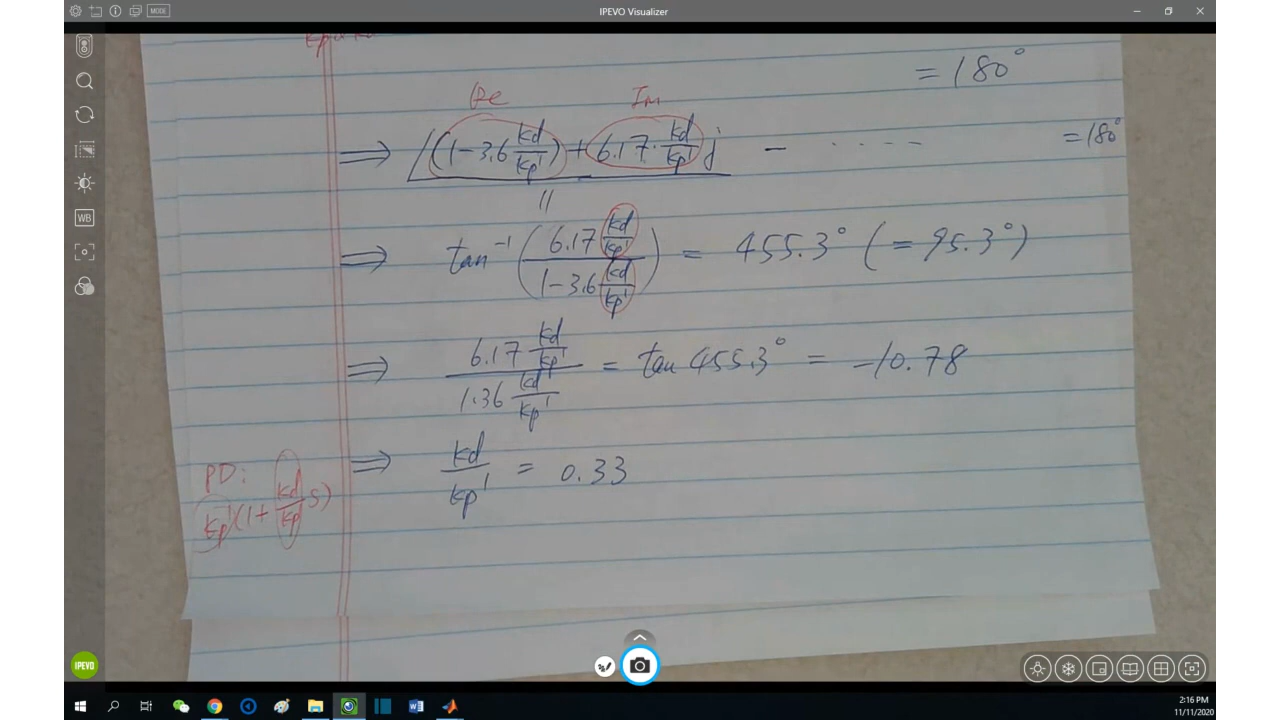 IPEVO Visualizer
MODE
= 180°
Re Im
⟹ /(1-3.6 kd/kp') + 6.17· kd/kp' j - ····· = 180°
//
WB
⟹ tan⁻¹ ( 6.17 kd/kp' / 1-3.6 kd/kp' ) = 455.3° (= 95.3°)
⟹ 6.17 kd/kp' / 1.36 kd/kp' = tan 455.3° = -10.78
⟹ kd/kp' = 0.33
PD:
kp'(1+ kd/kp' s)
IPEVO
2:16 PM
11/11/2020